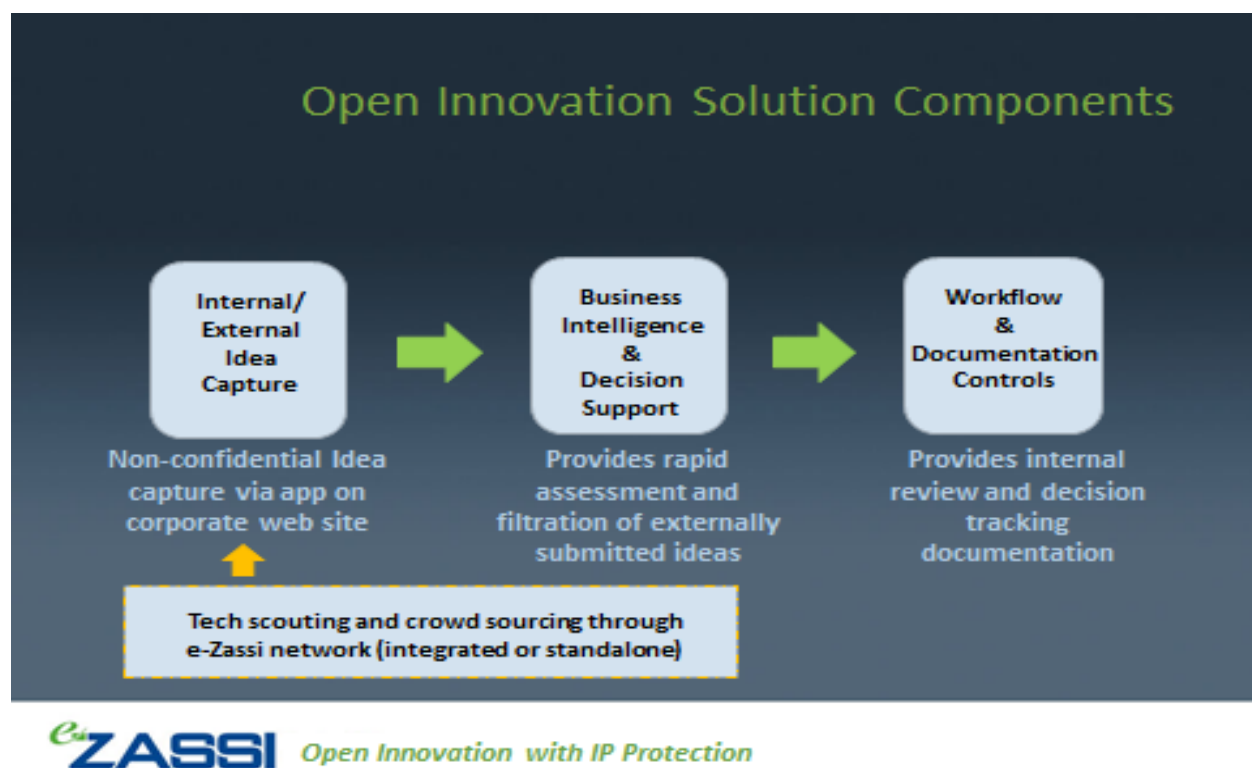 Open Innovation Solution Components
Internal/
External
Idea
Capture
Non-confidential Idea
capture via app on
corporate web site
Business
Intelligence
&
Decision
Support
Provides rapid
assessment and
filtration of externally
submitted ideas
Workflow
&
Documentation
Controls
Provides internal
review and decision
tracking
documentation
Tech scouting and crowd sourcing through
e-Zassi network (integrated or standalone)
e-ZASSI
Open Innovation with IP Protection